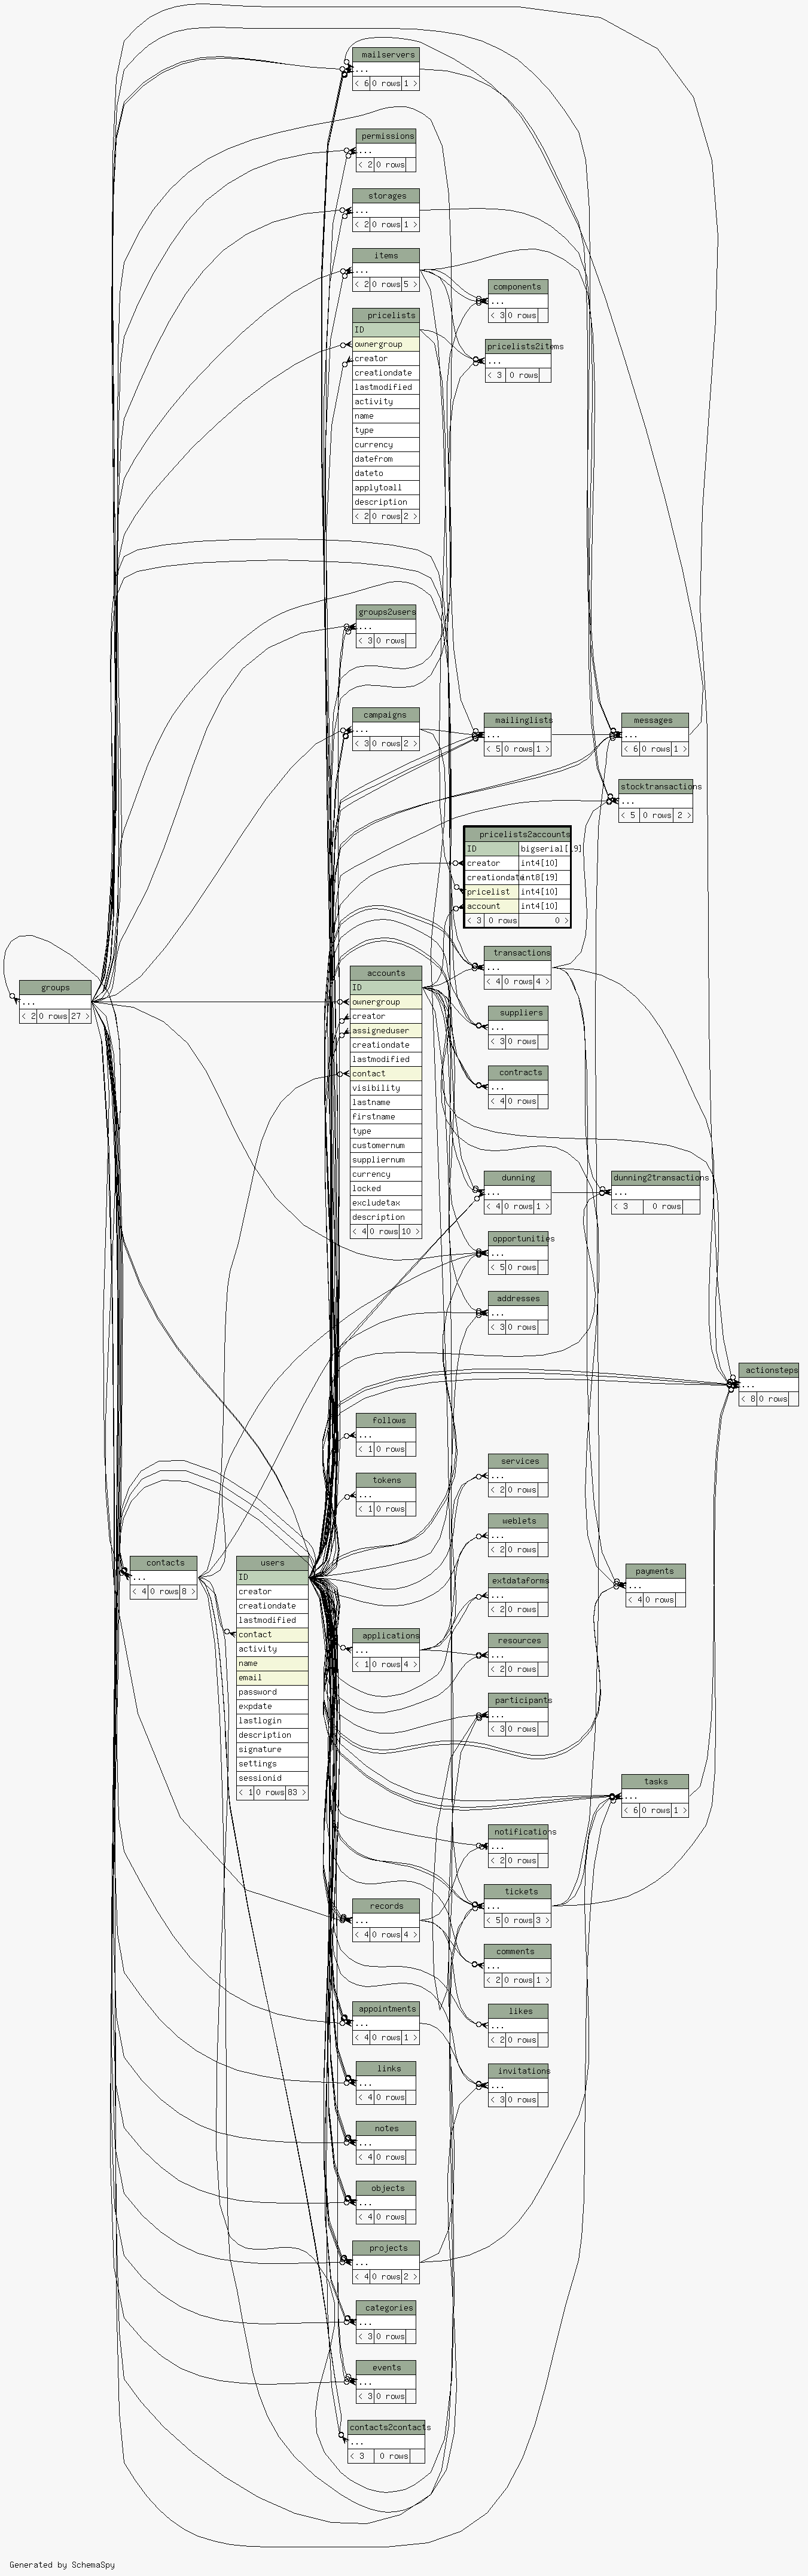 mailservers
...
< 6 0 rows 1 >
permissions
...
< 2 0 rows
storages
...
< 2 0 rows 1 >
items
...
< 2 0 rows 5 >
components
...
< 3 0 rows
pricelists
ID
ownergroup
creator
creationdate
lastmodified
activity
name
type
currency
datefrom
dateto
applytoall
description
< 2 0 rows 2 >
pricelists2items
...
< 3 0 rows
groups2users
...
< 3 0 rows
campaigns
...
< 3 0 rows 2 >
mailinglists
...
< 5 0 rows 1 >
messages
...
< 6 0 rows 1 >
stocktransactions
...
< 5 0 rows 2 >
pricelists2accounts
ID bigserial[19]
creator int4[10]
creationdate int8[19]
pricelist int4[10]
account int4[10]
< 3 0 rows 0 >
groups
...
< 2 0 rows 27 >
accounts
ID
ownergroup
creator
assigneduser
creationdate
lastmodified
contact
visibility
lastname
firstname
type
customernum
suppliernum
currency
locked
excludetax
description
< 4 0 rows 10 >
transactions
...
< 4 0 rows 4 >
suppliers
...
< 3 0 rows
contracts
...
< 4 0 rows
dunning
...
< 4 0 rows 1 >
dunning2transactions
...
< 3 0 rows
opportunities
...
< 5 0 rows
addresses
...
< 3 0 rows
actionsteps
...
< 8 0 rows
follows
...
< 1 0 rows
tokens
...
< 1 0 rows
services
...
< 2 0 rows
weblets
...
< 2 0 rows
contacts
...
< 4 0 rows 8 >
users
ID
creator
creationdate
lastmodified
contact
activity
name
email
password
expdate
lastlogin
description
signature
settings
sessionid
< 1 0 rows 83 >
extdataforms
...
< 2 0 rows
payments
...
< 4 0 rows
applications
...
< 1 0 rows 4 >
resources
...
< 2 0 rows
participants
...
< 3 0 rows
tasks
...
< 6 0 rows 1 >
notifications
...
< 2 0 rows
records
...
< 4 0 rows 4 >
tickets
...
< 5 0 rows 3 >
comments
...
< 2 0 rows 1 >
appointments
...
< 4 0 rows 1 >
likes
...
< 2 0 rows
links
...
< 4 0 rows
invitations
...
< 3 0 rows
notes
...
< 4 0 rows
objects
...
< 4 0 rows
projects
...
< 4 0 rows 2 >
categories
...
< 3 0 rows
events
...
< 3 0 rows
contacts2contacts
...
< 3 0 rows
Generated by SchemaSpy